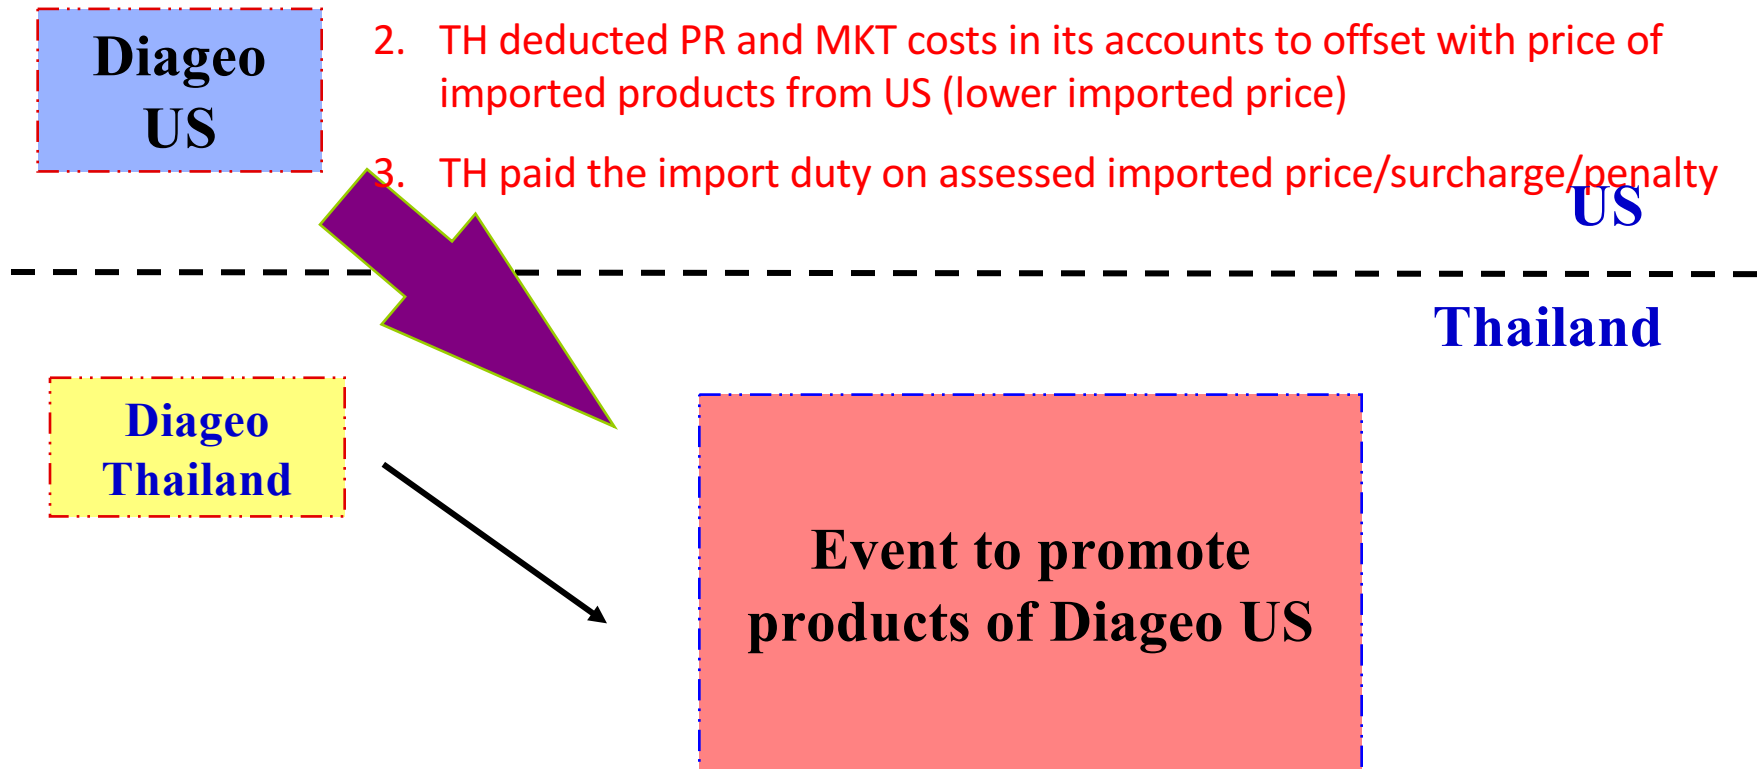 Diageo
US
2. TH deducted PR and MKT costs in its accounts to offset with price of
imported products from US (lower imported price)
3. TH paid the import duty on assessed imported price/surcharge/penalty
US
Thailand
Diageo
Thailand
Event to promote
products of Diageo US